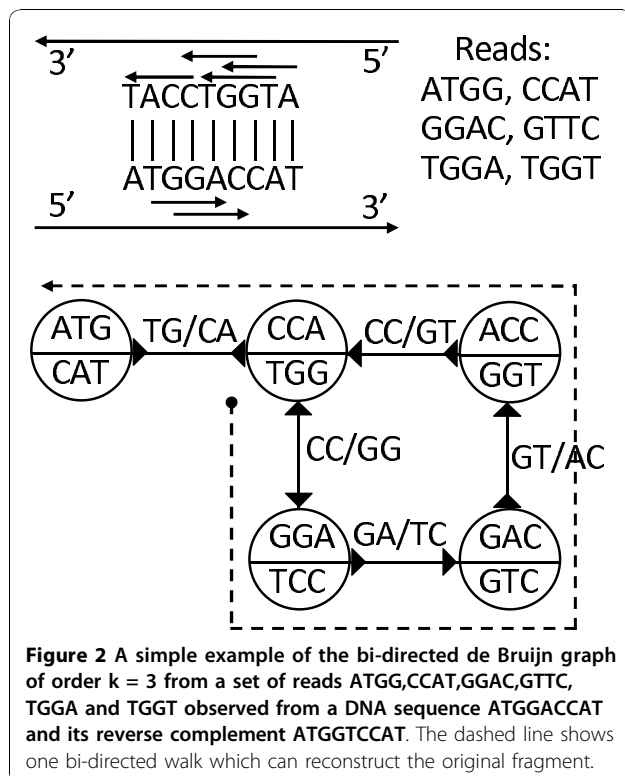 3′ 5′
TACCTGGTA
ATGGACCAT
5′ 3′
Reads:
ATGG, CCAT
GGAC, GTTC
TGGA, TGGT
ATG TG/CA CCA CC/GT ACC
CAT TGG GGT
CC/GG GT/AC
GGA GA/TC GAC
TCC GTC
Figure 2 A simple example of the bi-directed de Bruijn graph
of order k = 3 from a set of reads ATGG,CCAT,GGAC,GTTC,
TGGA and TGGT observed from a DNA sequence ATGGACCAT
and its reverse complement ATGGTCCAT. The dashed line shows
one bi-directed walk which can reconstruct the original fragment.